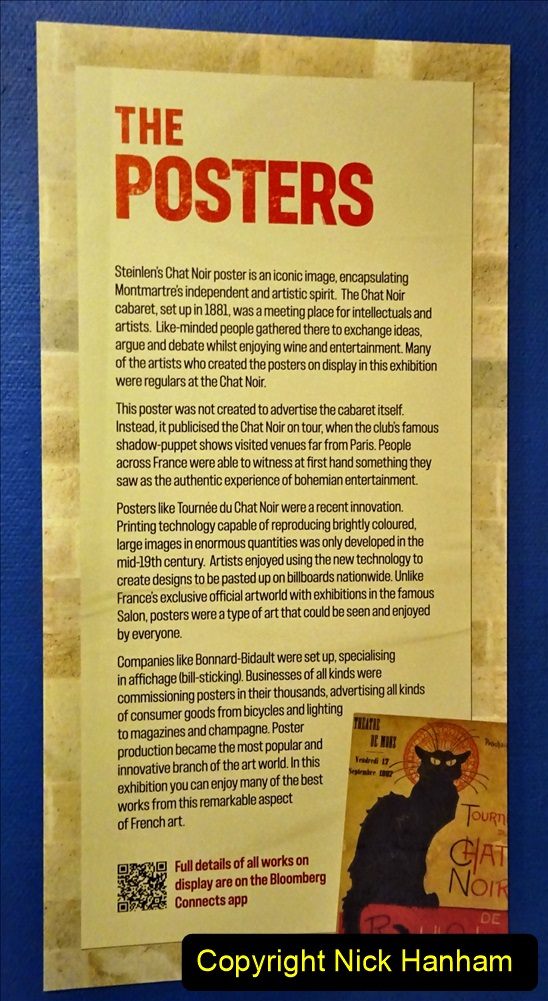 THE
POSTERS
Steinlen's Chat Noir poster is an iconic image, encapsulating
Montmartre's independent and artistic spirit. The Chat Noir
cabaret, set up in 1881, was a meeting place for intellectuals and
artists. Like-minded people gathered there to exchange ideas,
argue and debate whilst enjoying wine and entertainment. Many
of the artists who created the posters on display in this exhibition
were regulars at the Chat Noir.
This poster was not created to advertise the cabaret itself.
Instead, it publicised the Chat Noir on tour, when the club's famous
shadow-puppet shows visited venues far from Paris. People
across France were able to witness at first hand something they
saw as the authentic experience of bohemian entertainment.
Posters like Tournée du Chat Noir were a recent innovation.
Printing technology capable of reproducing brightly coloured,
large images in enormous quantities was only developed in the
mid-19th century. Artists enjoyed using the new technology to
create designs to be pasted up on billboards nationwide. Unlike
France's exclusive official artworld with exhibitions in the famous
Salon, posters were a type of art that could be seen and enjoyed
by everyone.
Companies like Bonnard-Bidault were set up, specialising
in affichage (bill-sticking). Businesses of all kinds were
commissioning posters in their thousands, advertising all kinds
of consumer goods from bicycles and lighting
to magazines and champagne. Poster
production became the most popular and
innovative branch of the art world. In this
exhibition you can enjoy many of the best
works from this remarkable aspect
of French art.
THEATRE
DE MONS
Vendredi 17
Septembre 1897
TOURN
DU
CHAT
NOIR
DE
Full details of all works on
display are on the Bloomberg
Connects app
Copyright Nick Hanham